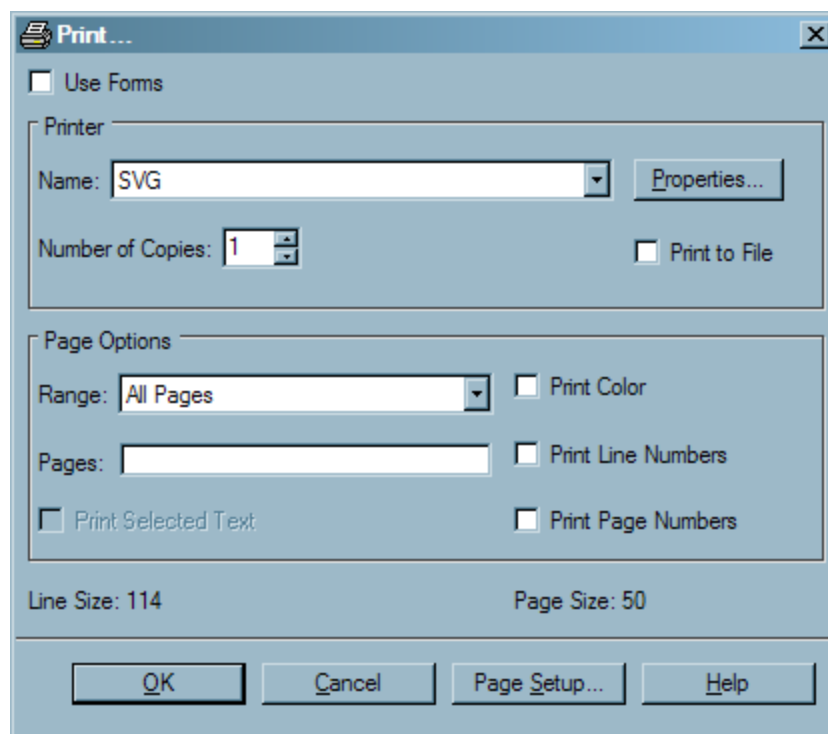 Print...
Use Forms
Printer
Name: SVG Properties...
Number of Copies: 1 Print to File
Page Options
Range: All Pages Print Color
Pages: Print Line Numbers
Print Selected Text Print Page Numbers
Line Size: 114 Page Size: 50
OK Cancel Page Setup... Help